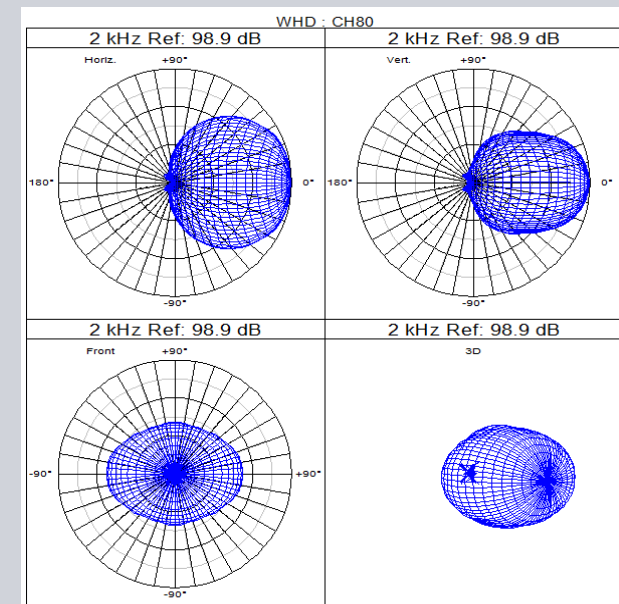 WHD : CH80
2 kHz Ref: 98.9 dB
2 kHz Ref: 98.9 dB
Horiz.
+90°
Vert.
+90°
180°
0°
180°
0°
-90°
-90°
2 kHz Ref: 98.9 dB
2 kHz Ref: 98.9 dB
Front
+90°
3D
-90°
+90°
-90°